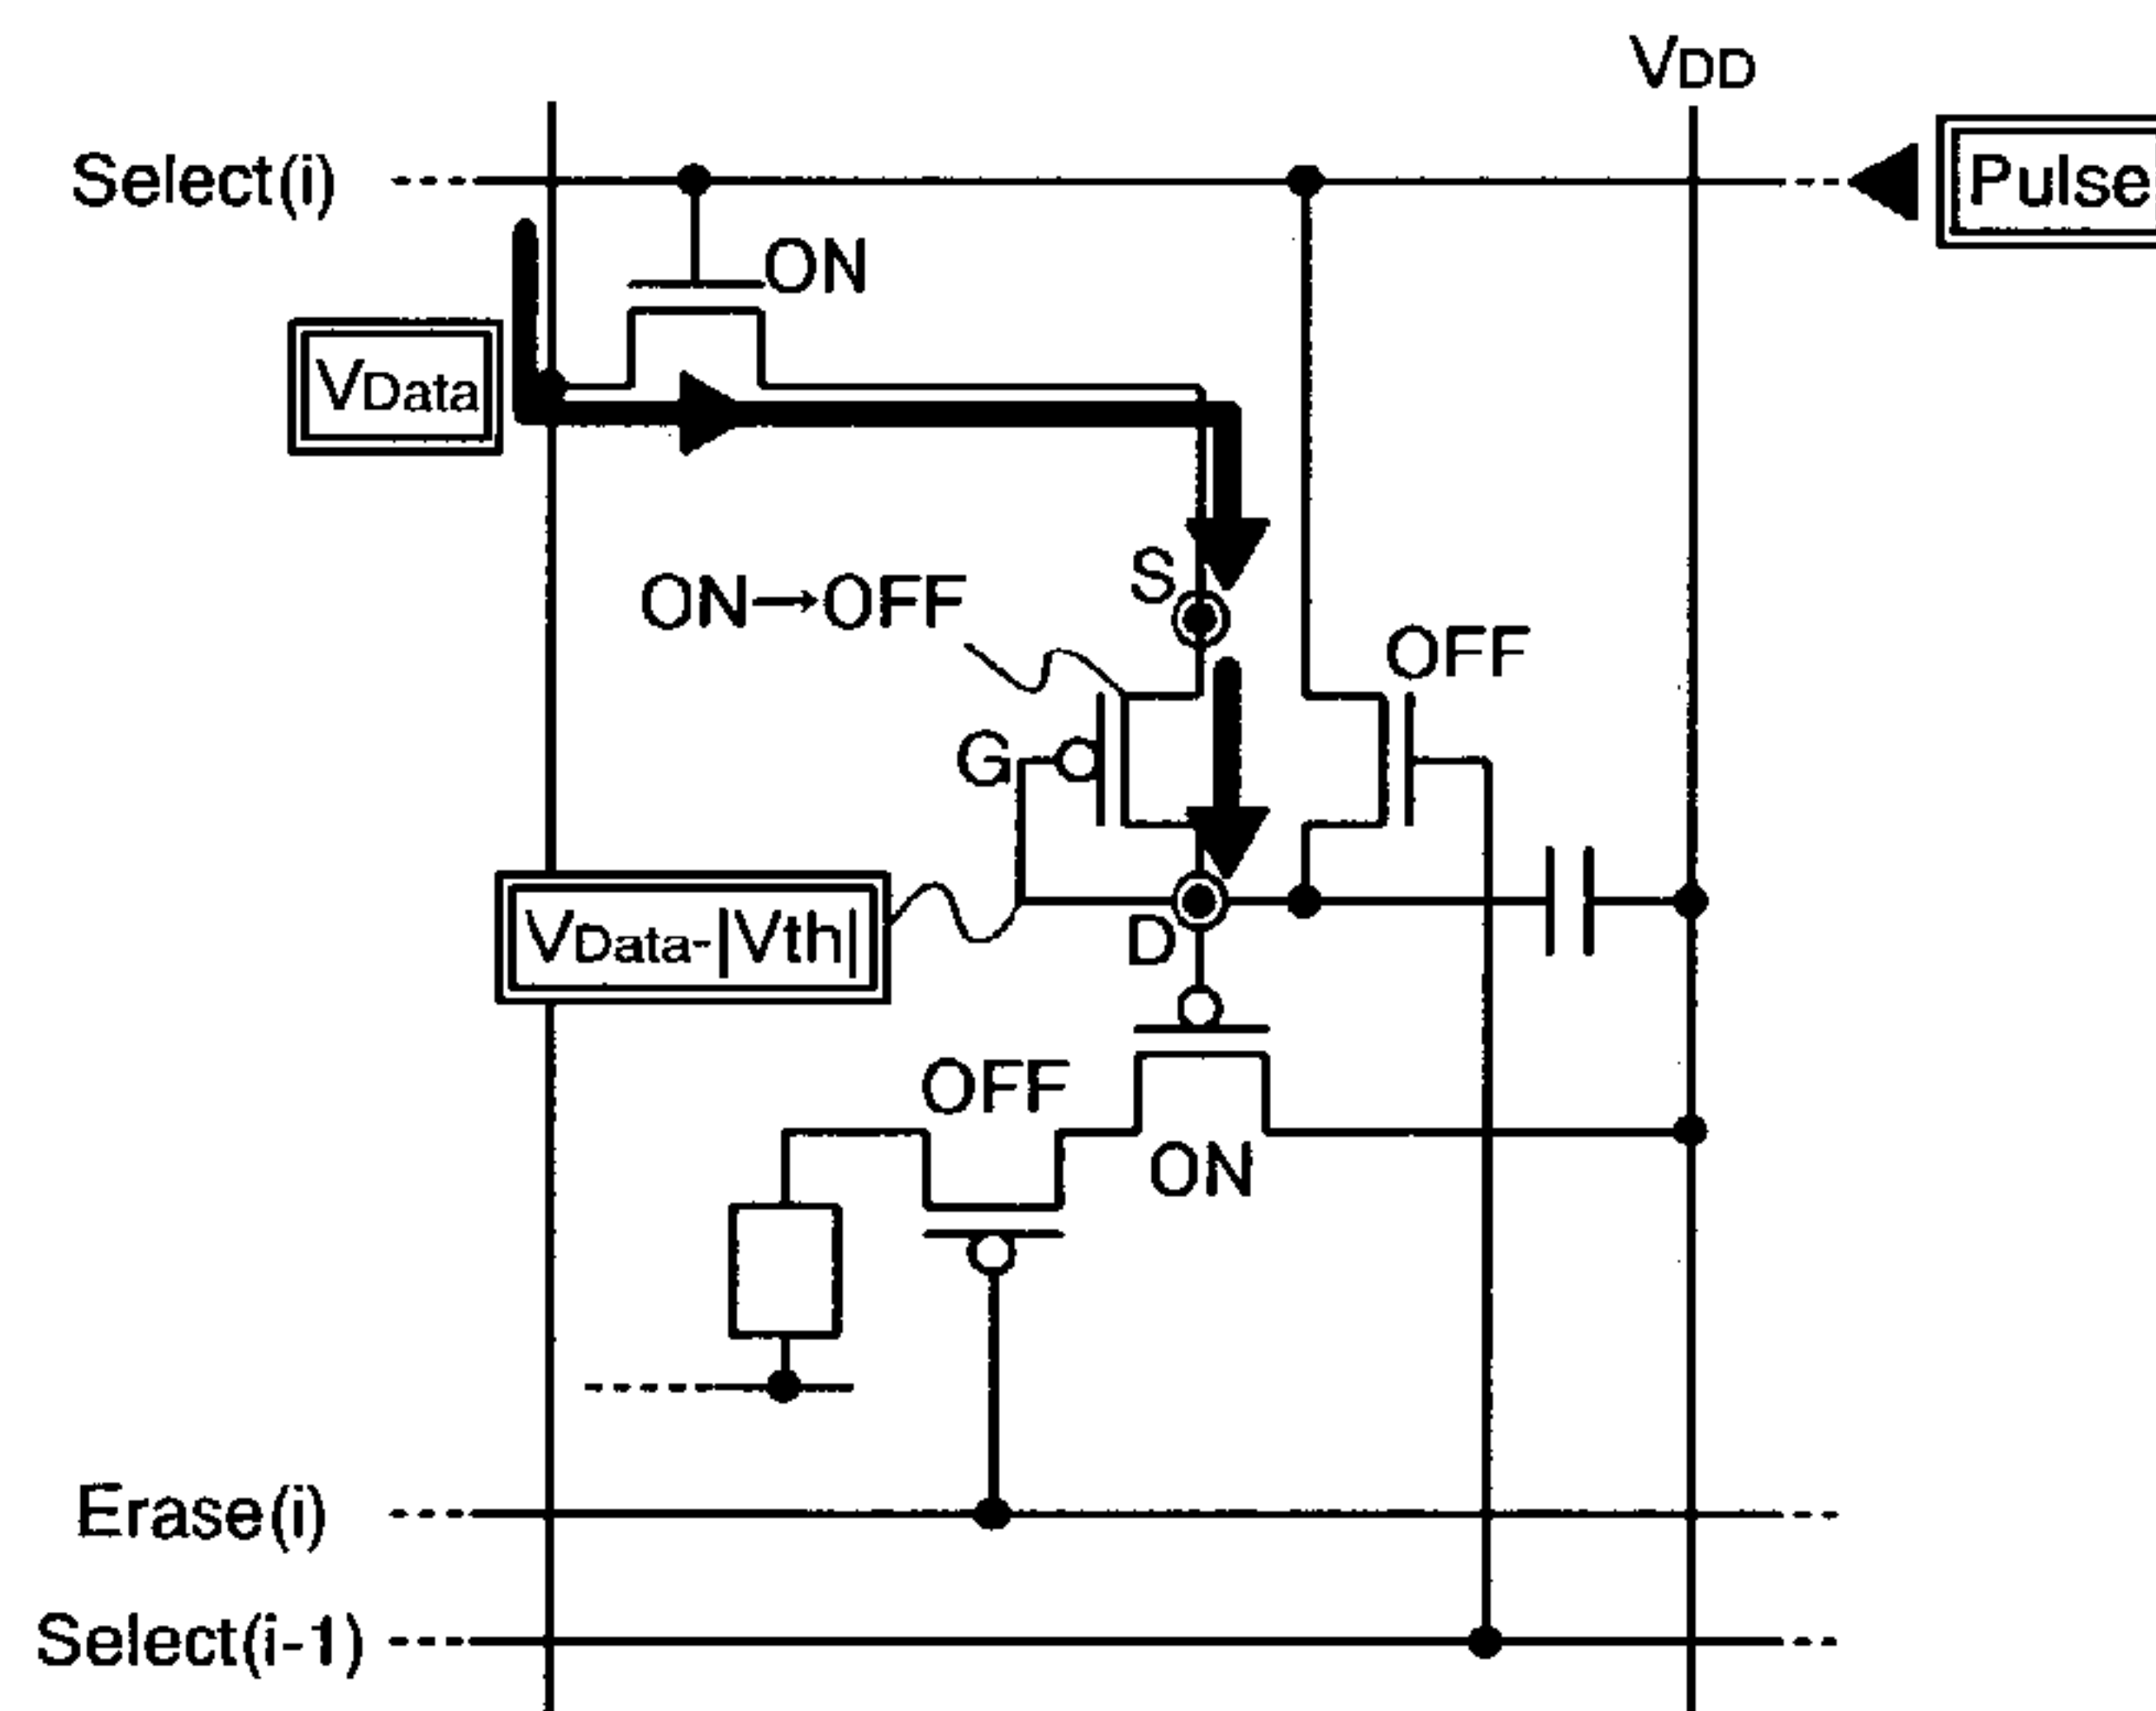 VDD
Select(i)
Pulse
ON
VData
S
ON→OFF
OFF
G
VData-|Vth|
D
OFF
ON
Erase(i)
Select(i-1)